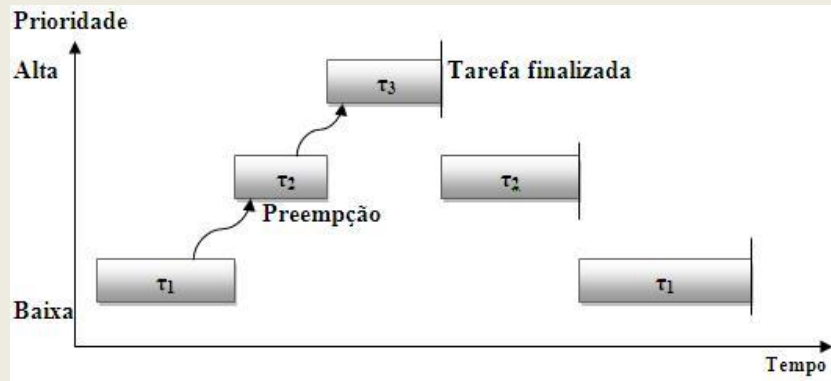 Prioridade
Alta
τ3
Tarefa finalizada
τ2
τ2
Preempção
τ1
τ1
Baixa
Tempo